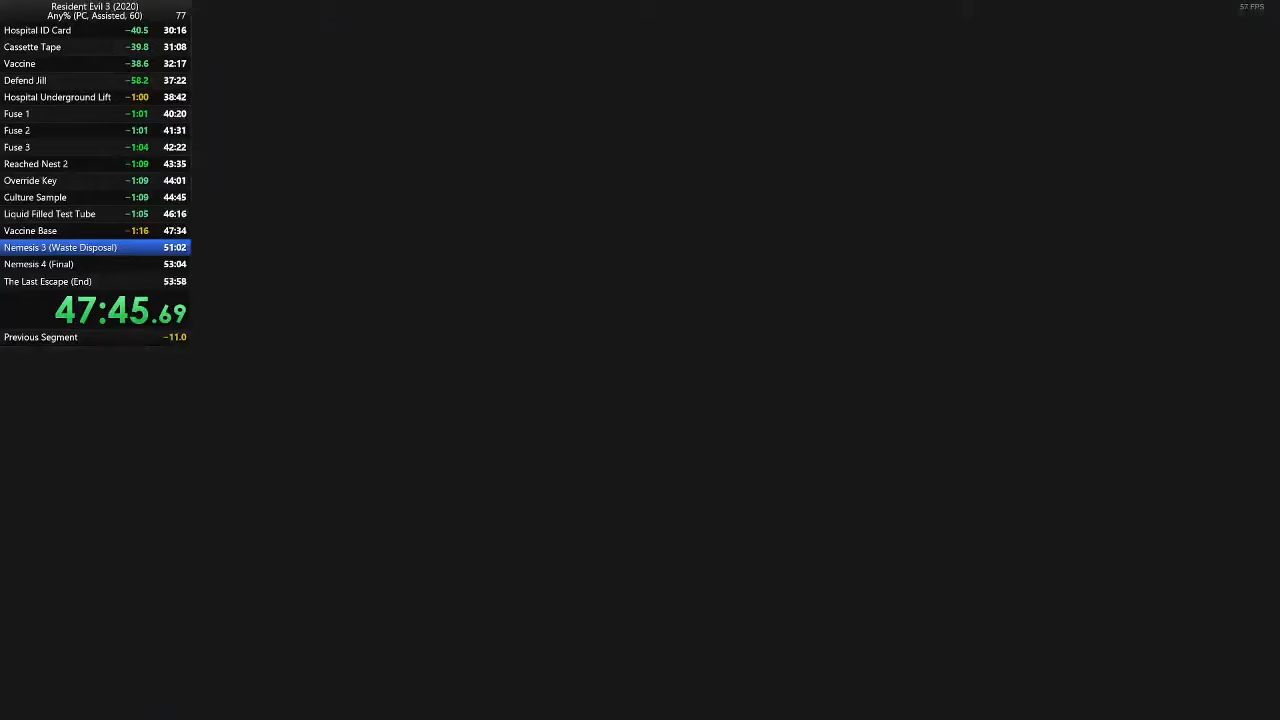 Resident Evil 3 (2020)
Any% (PC, Assisted, 60) 77
57 FPS
Hospital ID Card −40.5 30:16
Cassette Tape −39.8 31:08
Vaccine −38.6 32:17
Defend Jill −58.2 37:22
Hospital Underground Lift −1:00 38:42
Fuse 1 −1:01 40:20
Fuse 2 −1:01 41:31
Fuse 3 −1:04 42:22
Reached Nest 2 −1:09 43:35
Override Key −1:09 44:01
Culture Sample −1:09 44:45
Liquid Filled Test Tube −1:05 46:16
Vaccine Base −1:16 47:34
Nemesis 3 (Waste Disposal) 51:02
Nemesis 4 (Final) 53:04
The Last Escape (End) 53:58
47:45.69
Previous Segment −11.0